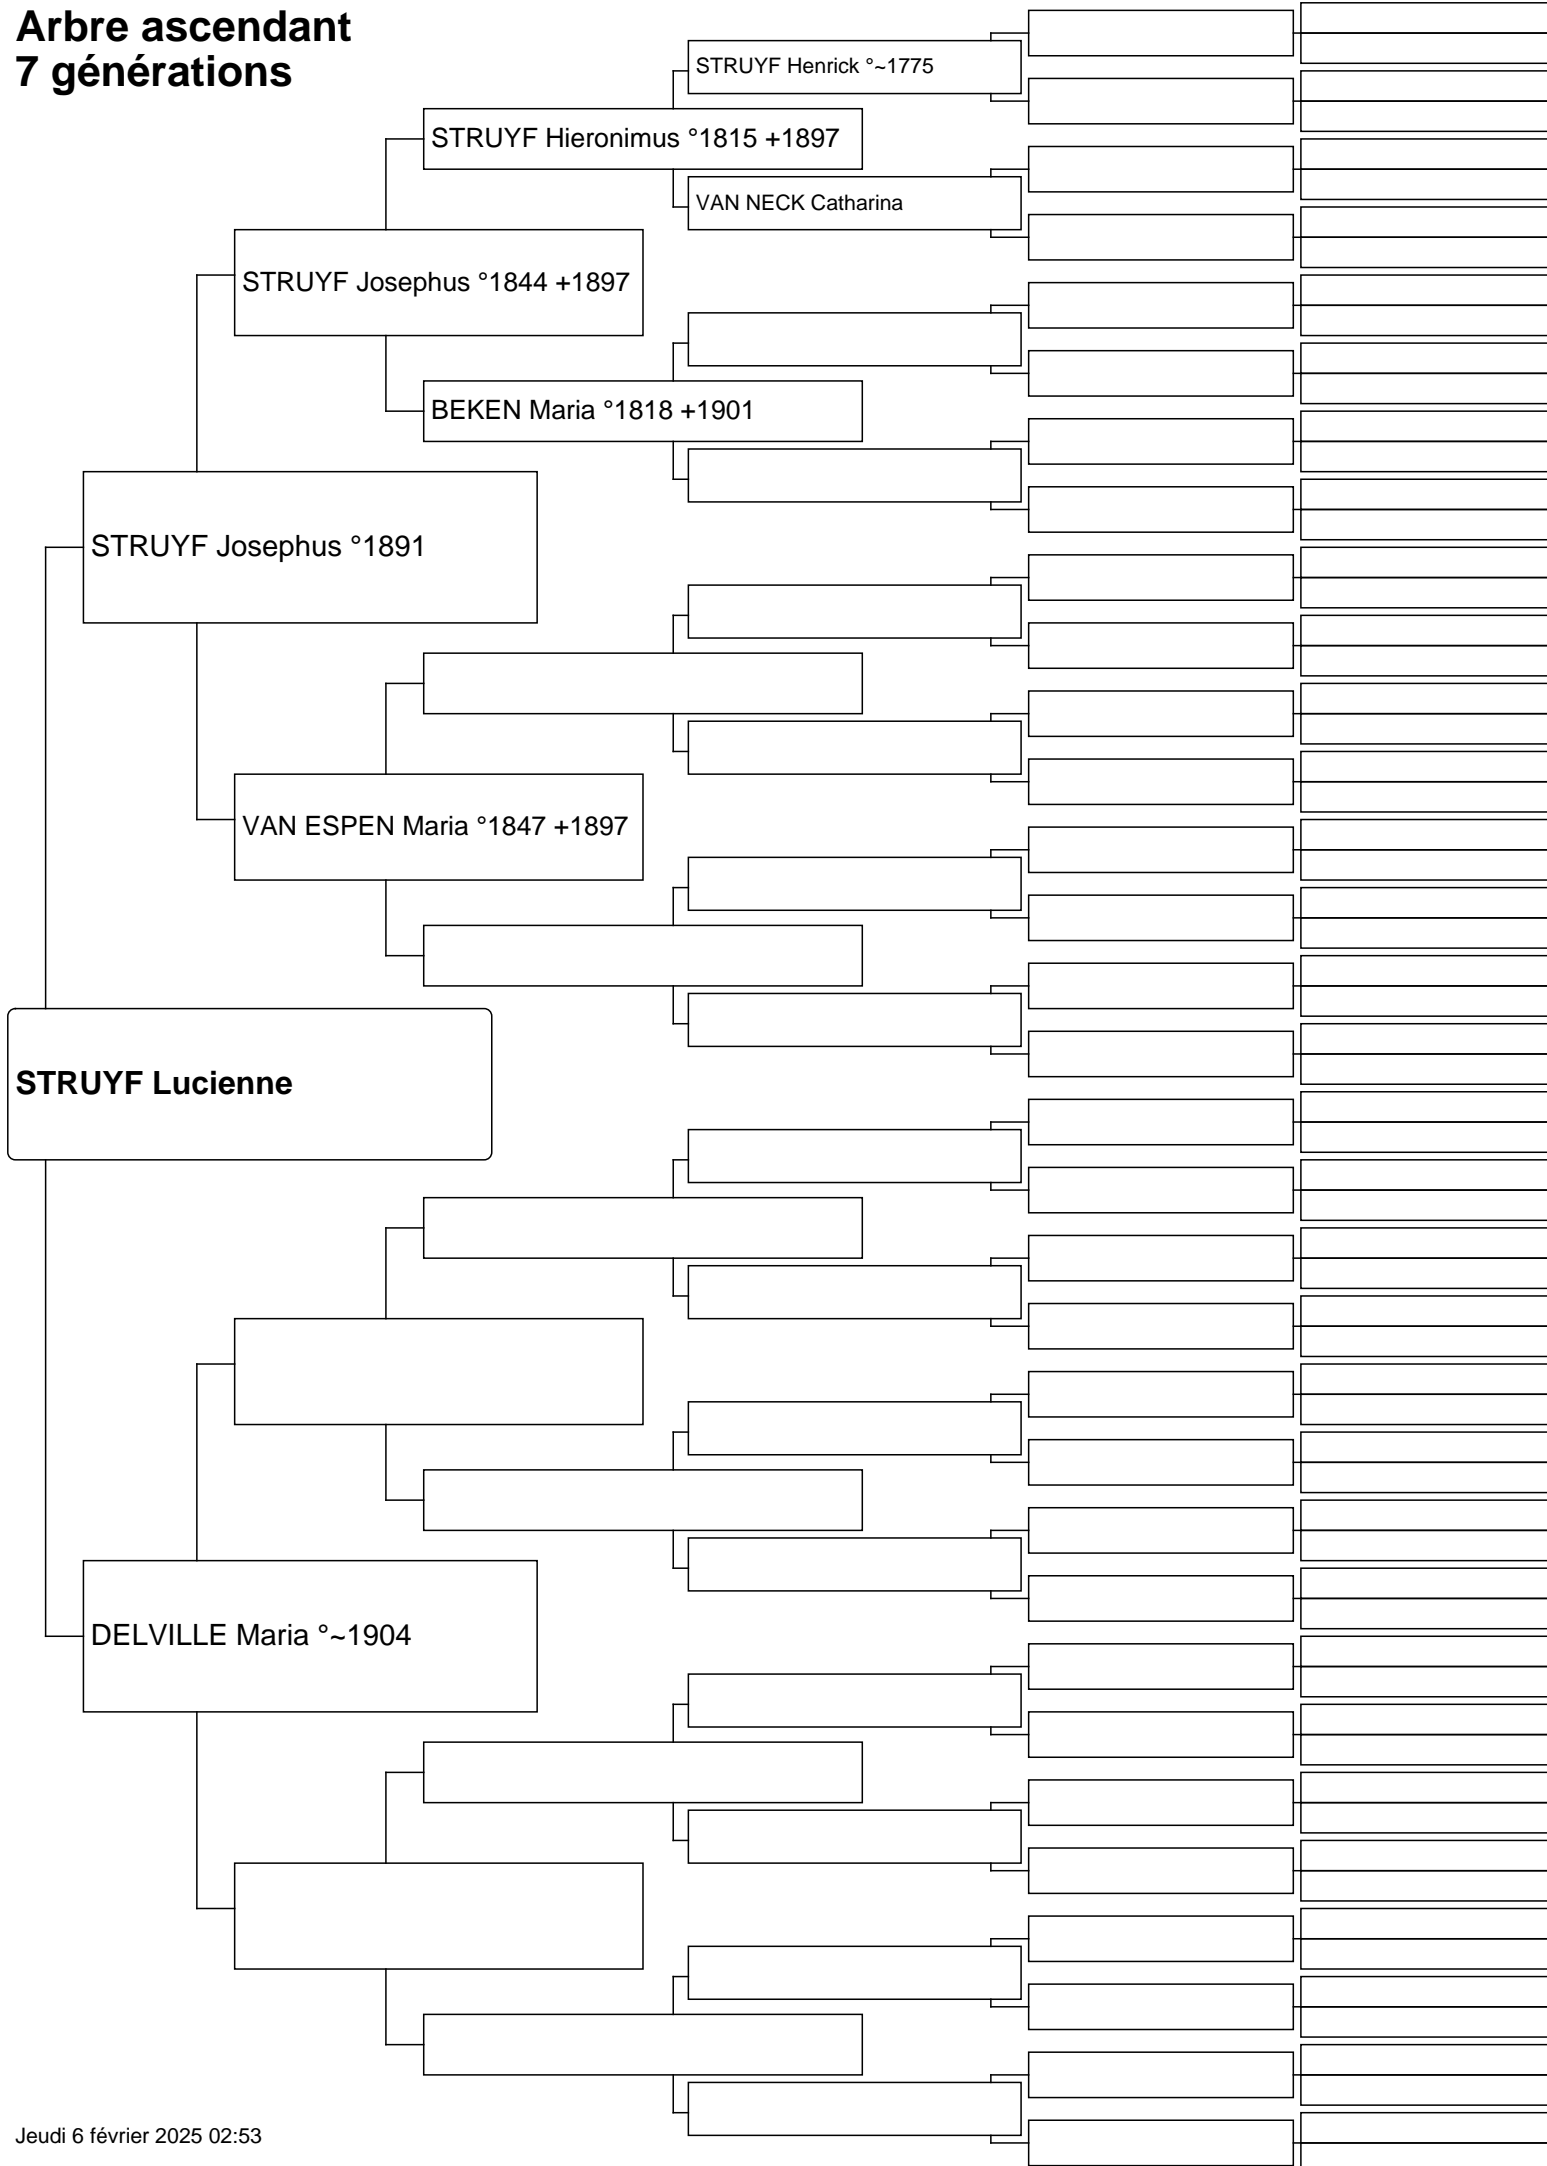 Arbre ascendant
7 générations
STRUYF Henrick °~1775
STRUYF Hieronimus °1815 +1897
VAN NECK Catharina
STRUYF Josephus °1844 +1897
BEKEN Maria °1818 +1901
STRUYF Josephus °1891
VAN ESPEN Maria °1847 +1897
STRUYF Lucienne
DELVILLE Maria °~1904
Jeudi 6 février 2025 02:53